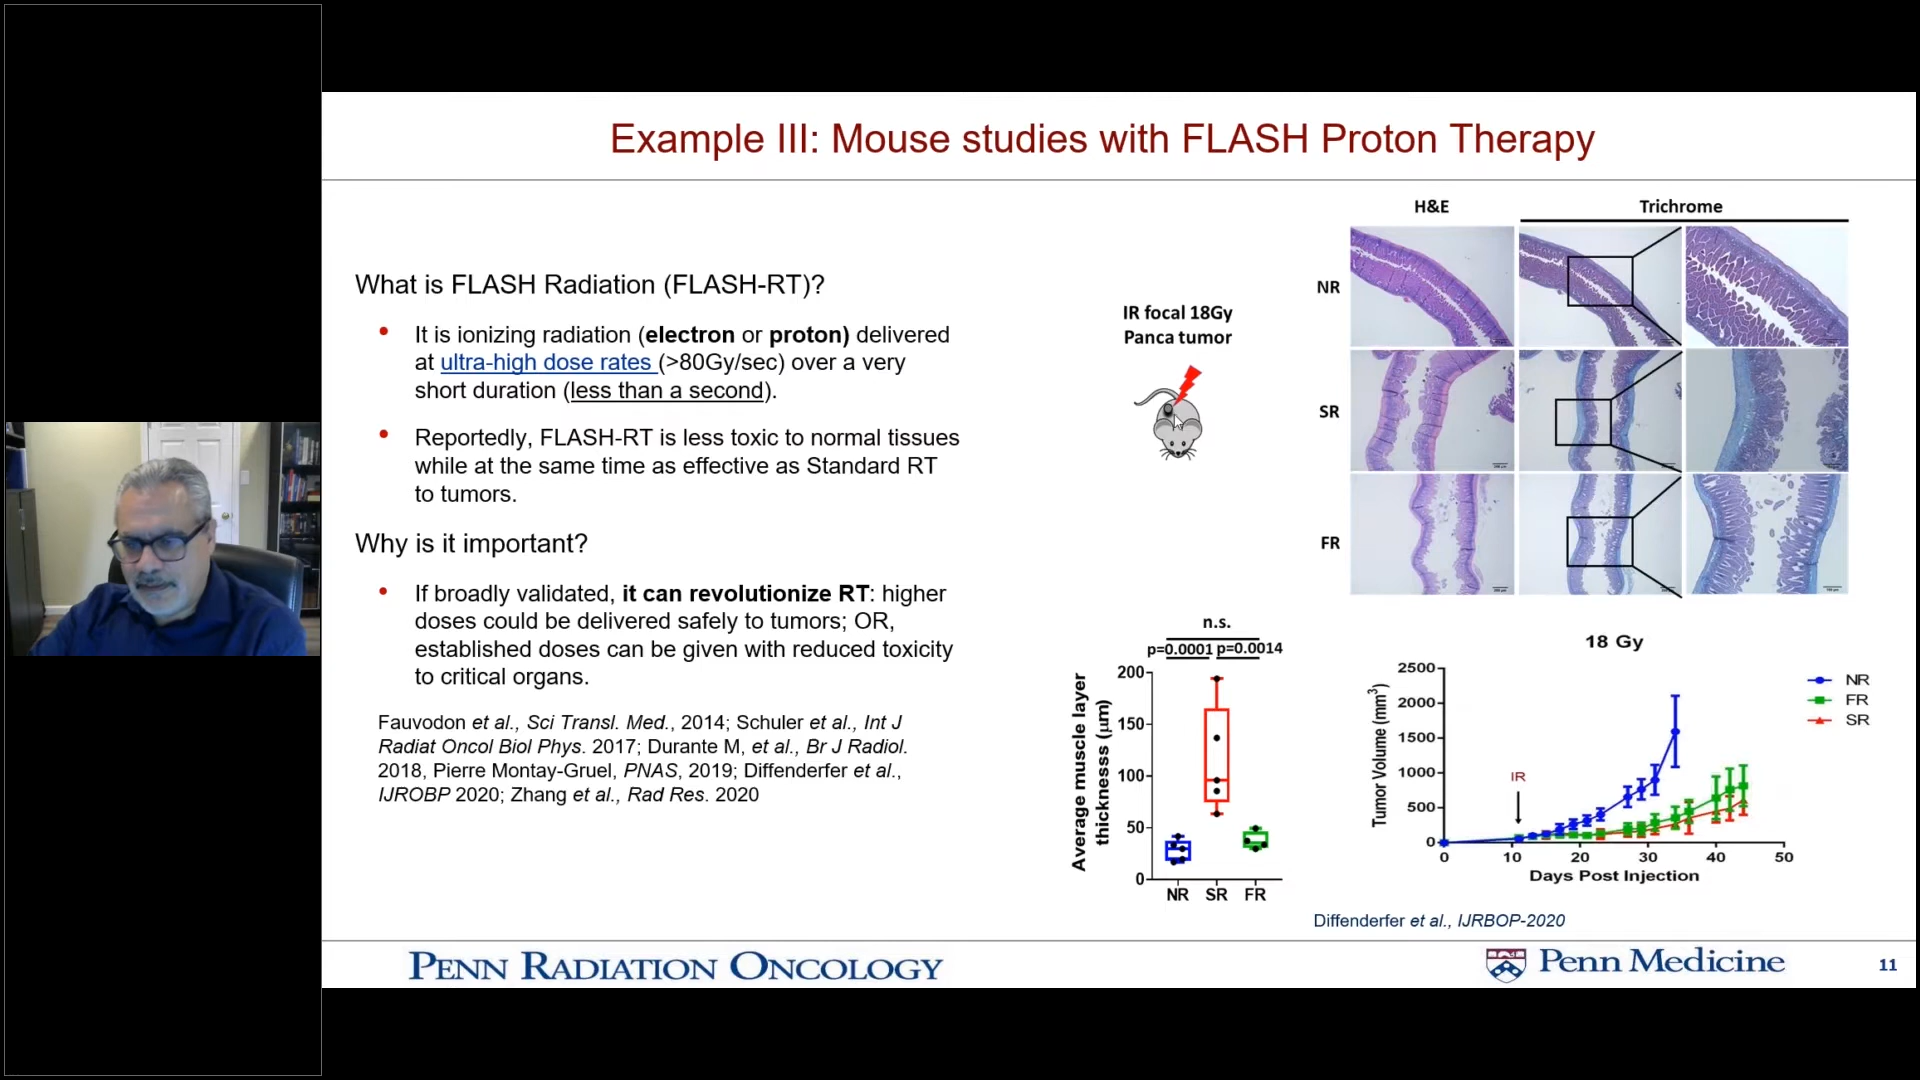 Example III: Mouse studies with FLASH Proton Therapy
What is FLASH Radiation (FLASH-RT)?
• It is ionizing radiation (electron or proton) delivered
at ultra-high dose rates (>80Gy/sec) over a very
short duration (less than a second).
• Reportedly, FLASH-RT is less toxic to normal tissues
while at the same time as effective as Standard RT
to tumors.
Why is it important?
• If broadly validated, it can revolutionize RT: higher
doses could be delivered safely to tumors; OR,
established doses can be given with reduced toxicity
to critical organs.
Fauvodon et al., Sci Transl. Med., 2014; Schuler et al., Int J
Radiat Oncol Biol Phys. 2017; Durante M, et al., Br J Radiol.
2018, Pierre Montay-Gruel, PNAS, 2019; Diffenderfer et al.,
IJROBP 2020; Zhang et al., Rad Res. 2020
IR focal 18Gy
Panca tumor
H&E
Trichrome
NR
SR
FR
n.s.
p=0.0001 p=0.0014
Average muscle layer
thicknesss (µm)
200
150
100
50
0
NR SR FR
18 Gy
Tumor Volume (mm3)
2500
2000
1500
1000
500
0
IR
NR
FR
SR
0 10 20 30 40 50
Days Post Injection
Diffenderfer et al., IJRBOP-2020
PENN RADIATION ONCOLOGY
Penn Medicine
11